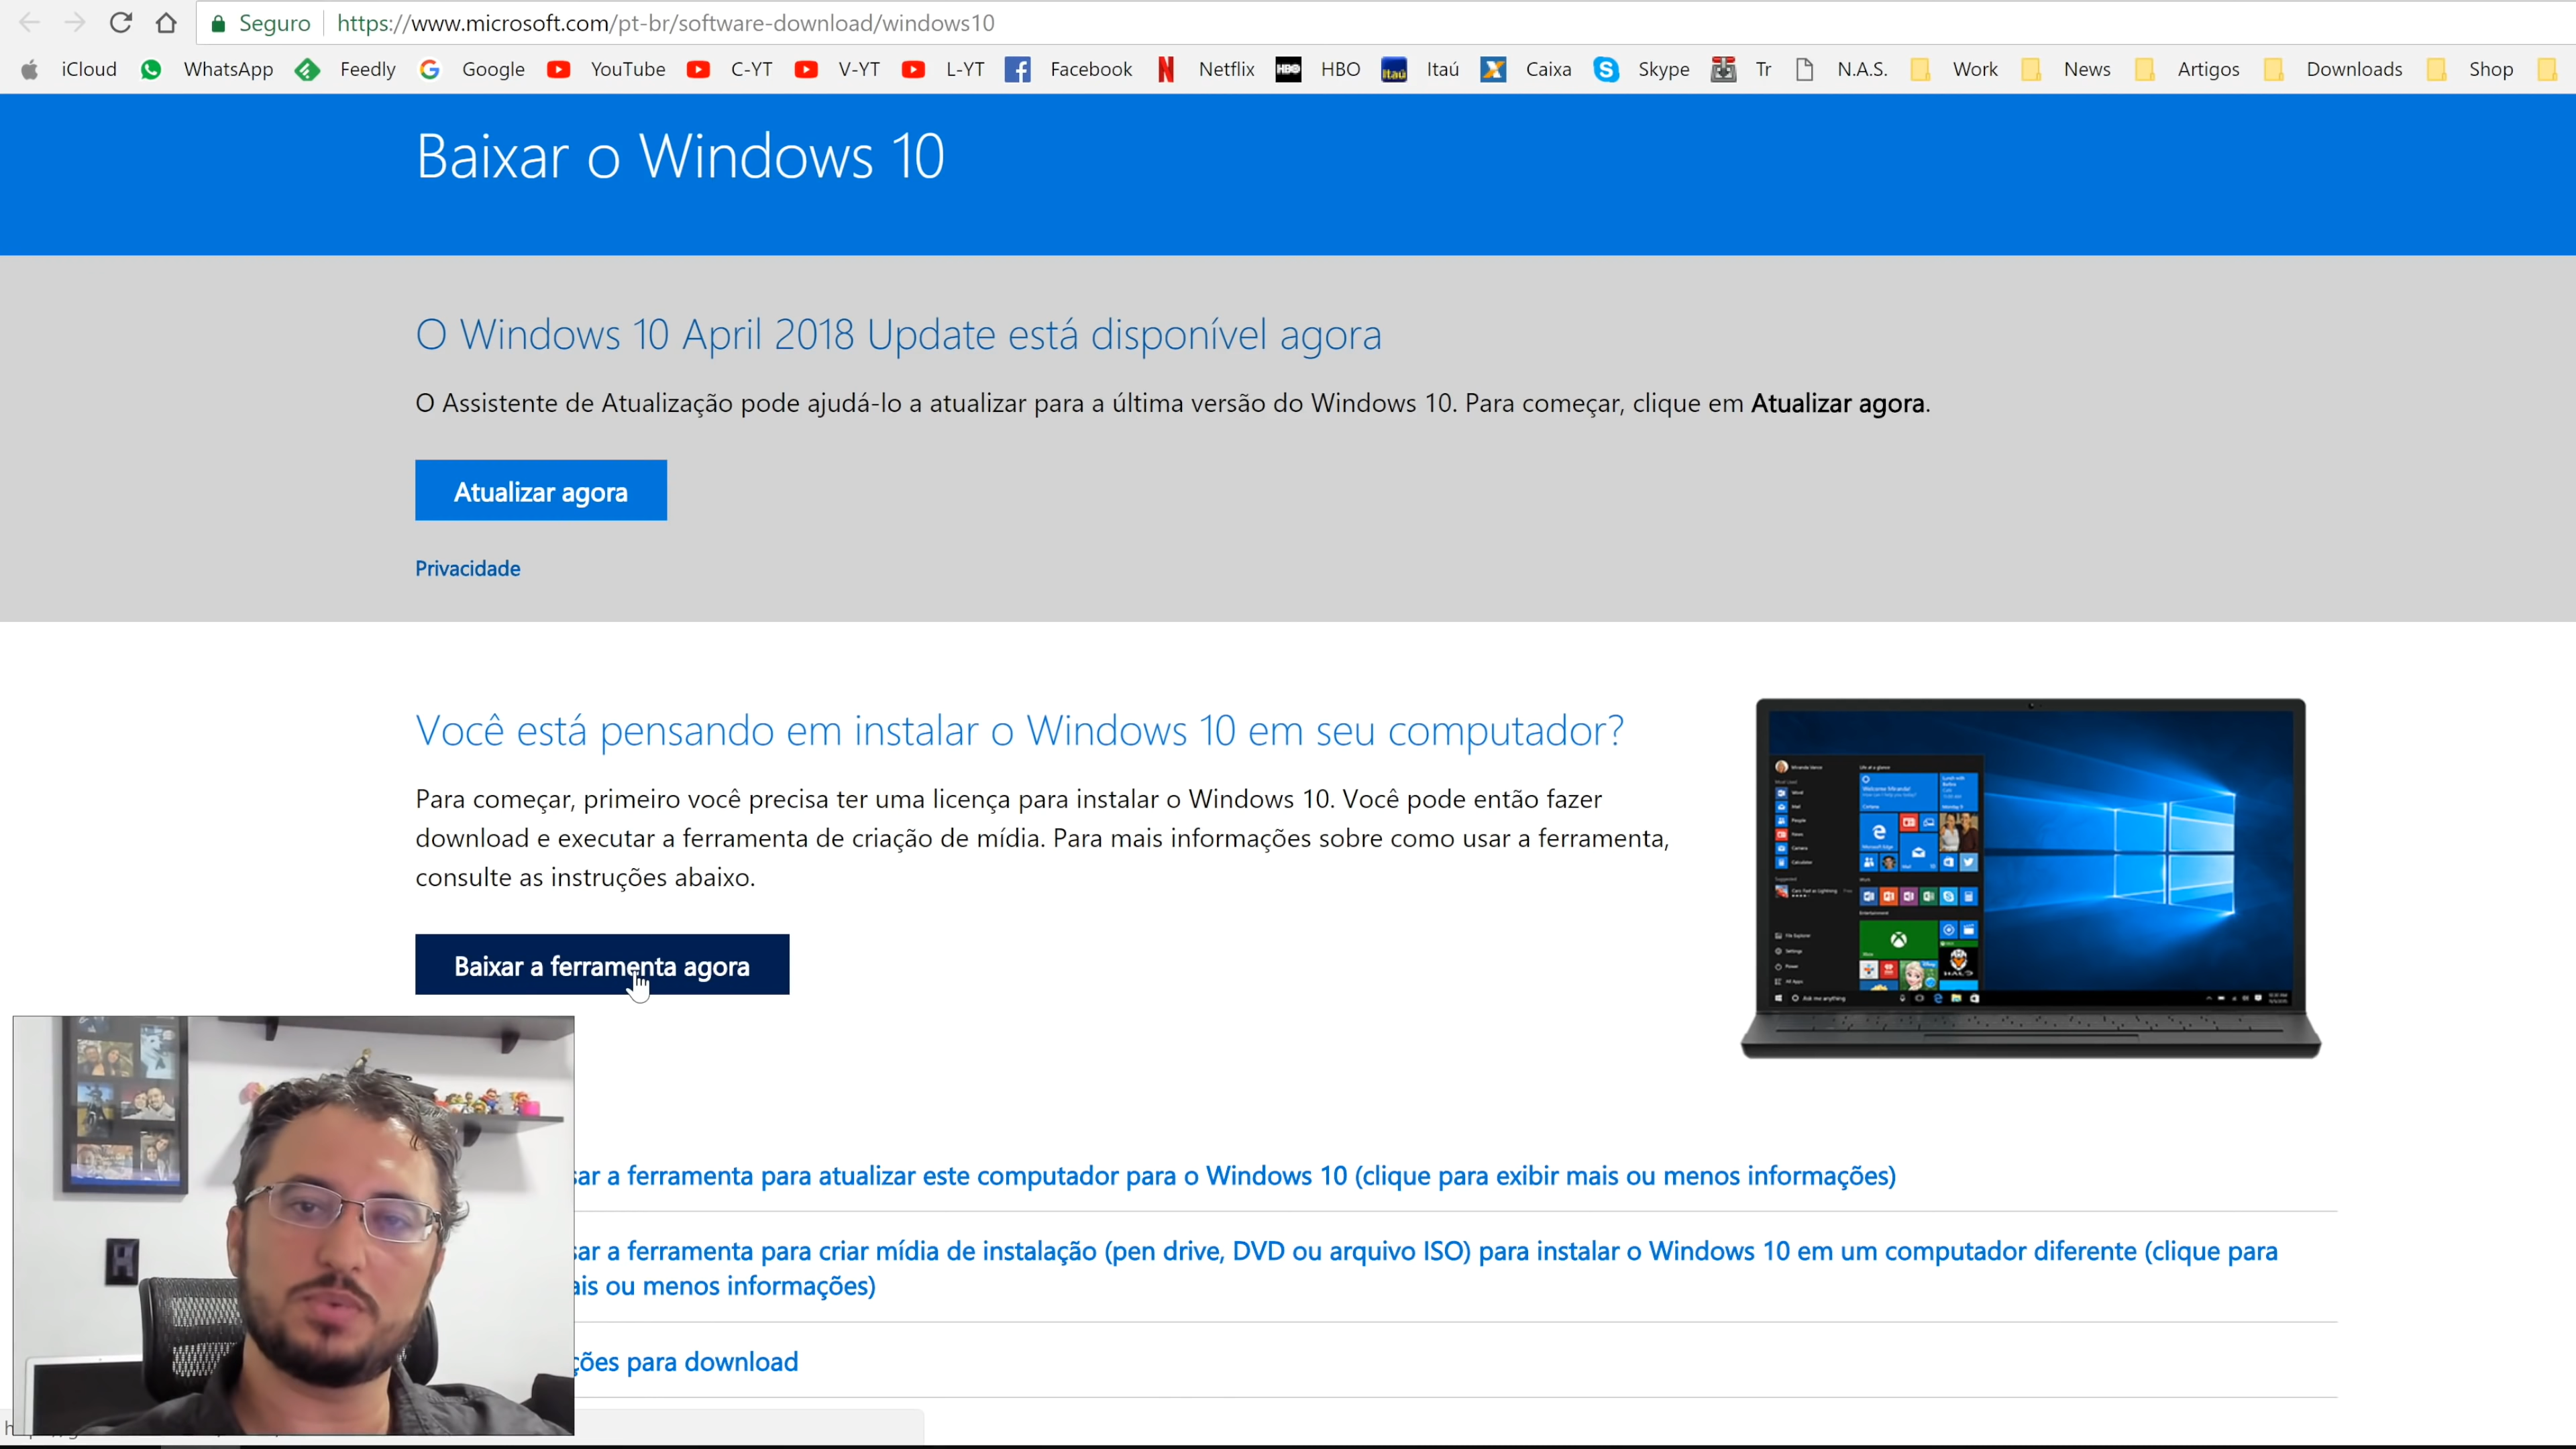 Seguro https://www.microsoft.com/pt-br/software-download/windows10
iCloud WhatsApp Feedly Google YouTube C-YT V-YT L-YT Facebook Netflix HBO Itaú Caixa Skype Tr N.A.S. Work News Artigos Downloads Shop
Baixar o Windows 10
O Windows 10 April 2018 Update está disponível agora
O Assistente de Atualização pode ajudá-lo a atualizar para a última versão do Windows 10. Para começar, clique em Atualizar agora.
Atualizar agora
Privacidade
Você está pensando em instalar o Windows 10 em seu computador?
Para começar, primeiro você precisa ter uma licença para instalar o Windows 10. Você pode então fazer
download e executar a ferramenta de criação de mídia. Para mais informações sobre como usar a ferramenta,
consulte as instruções abaixo.
Baixar a ferramenta agora
sar a ferramenta para atualizar este computador para o Windows 10 (clique para exibir mais ou menos informações)
sar a ferramenta para criar mídia de instalação (pen drive, DVD ou arquivo ISO) para instalar o Windows 10 em um computador diferente (clique para
ais ou menos informações)
ções para download